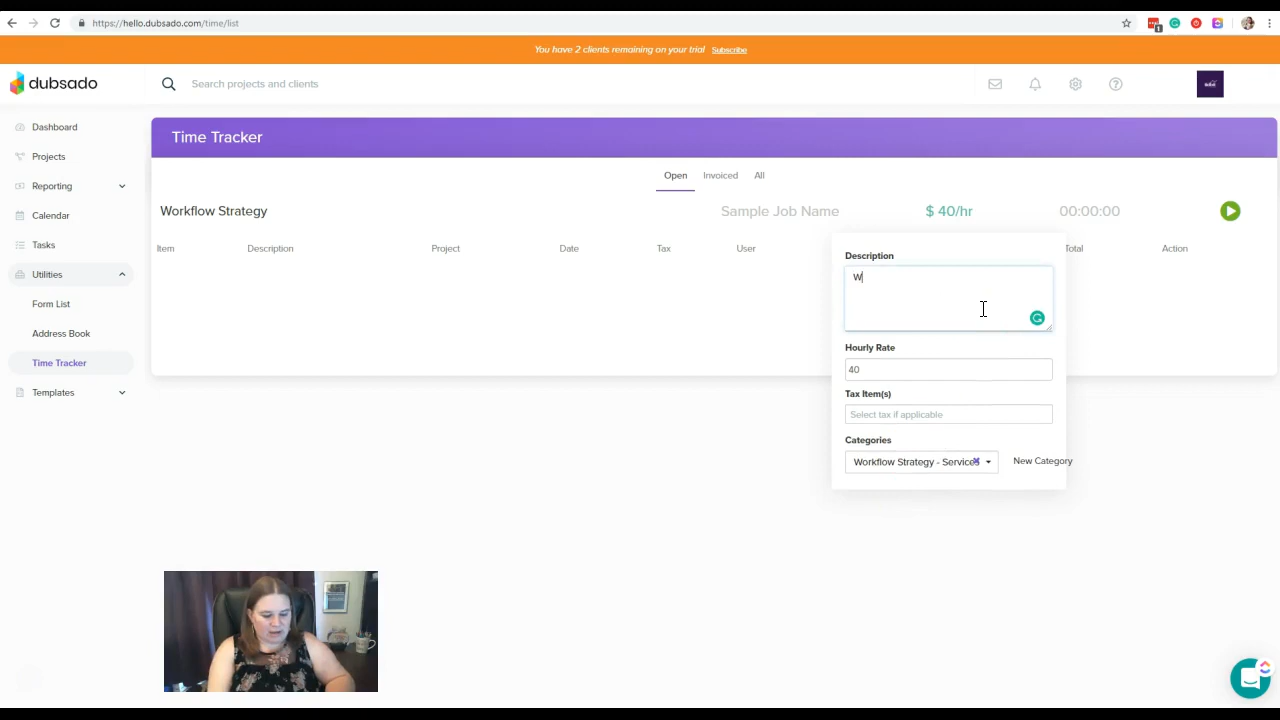 https://hello.dubsado.com/time/list
You have 2 clients remaining on your trial Subscribe
dubsado
Search projects and clients
Dashboard
Projects
Reporting
Calendar
Tasks
Utilities
Form List
Address Book
Time Tracker
Templates
Time Tracker
Open Invoiced All
Workflow Strategy Sample Job Name $ 40/hr 00:00:00
Item Description Project Date Tax User Total Action
Description
W
Hourly Rate
40
Tax Item(s)
Select tax if applicable
Categories
Workflow Strategy - Services New Category